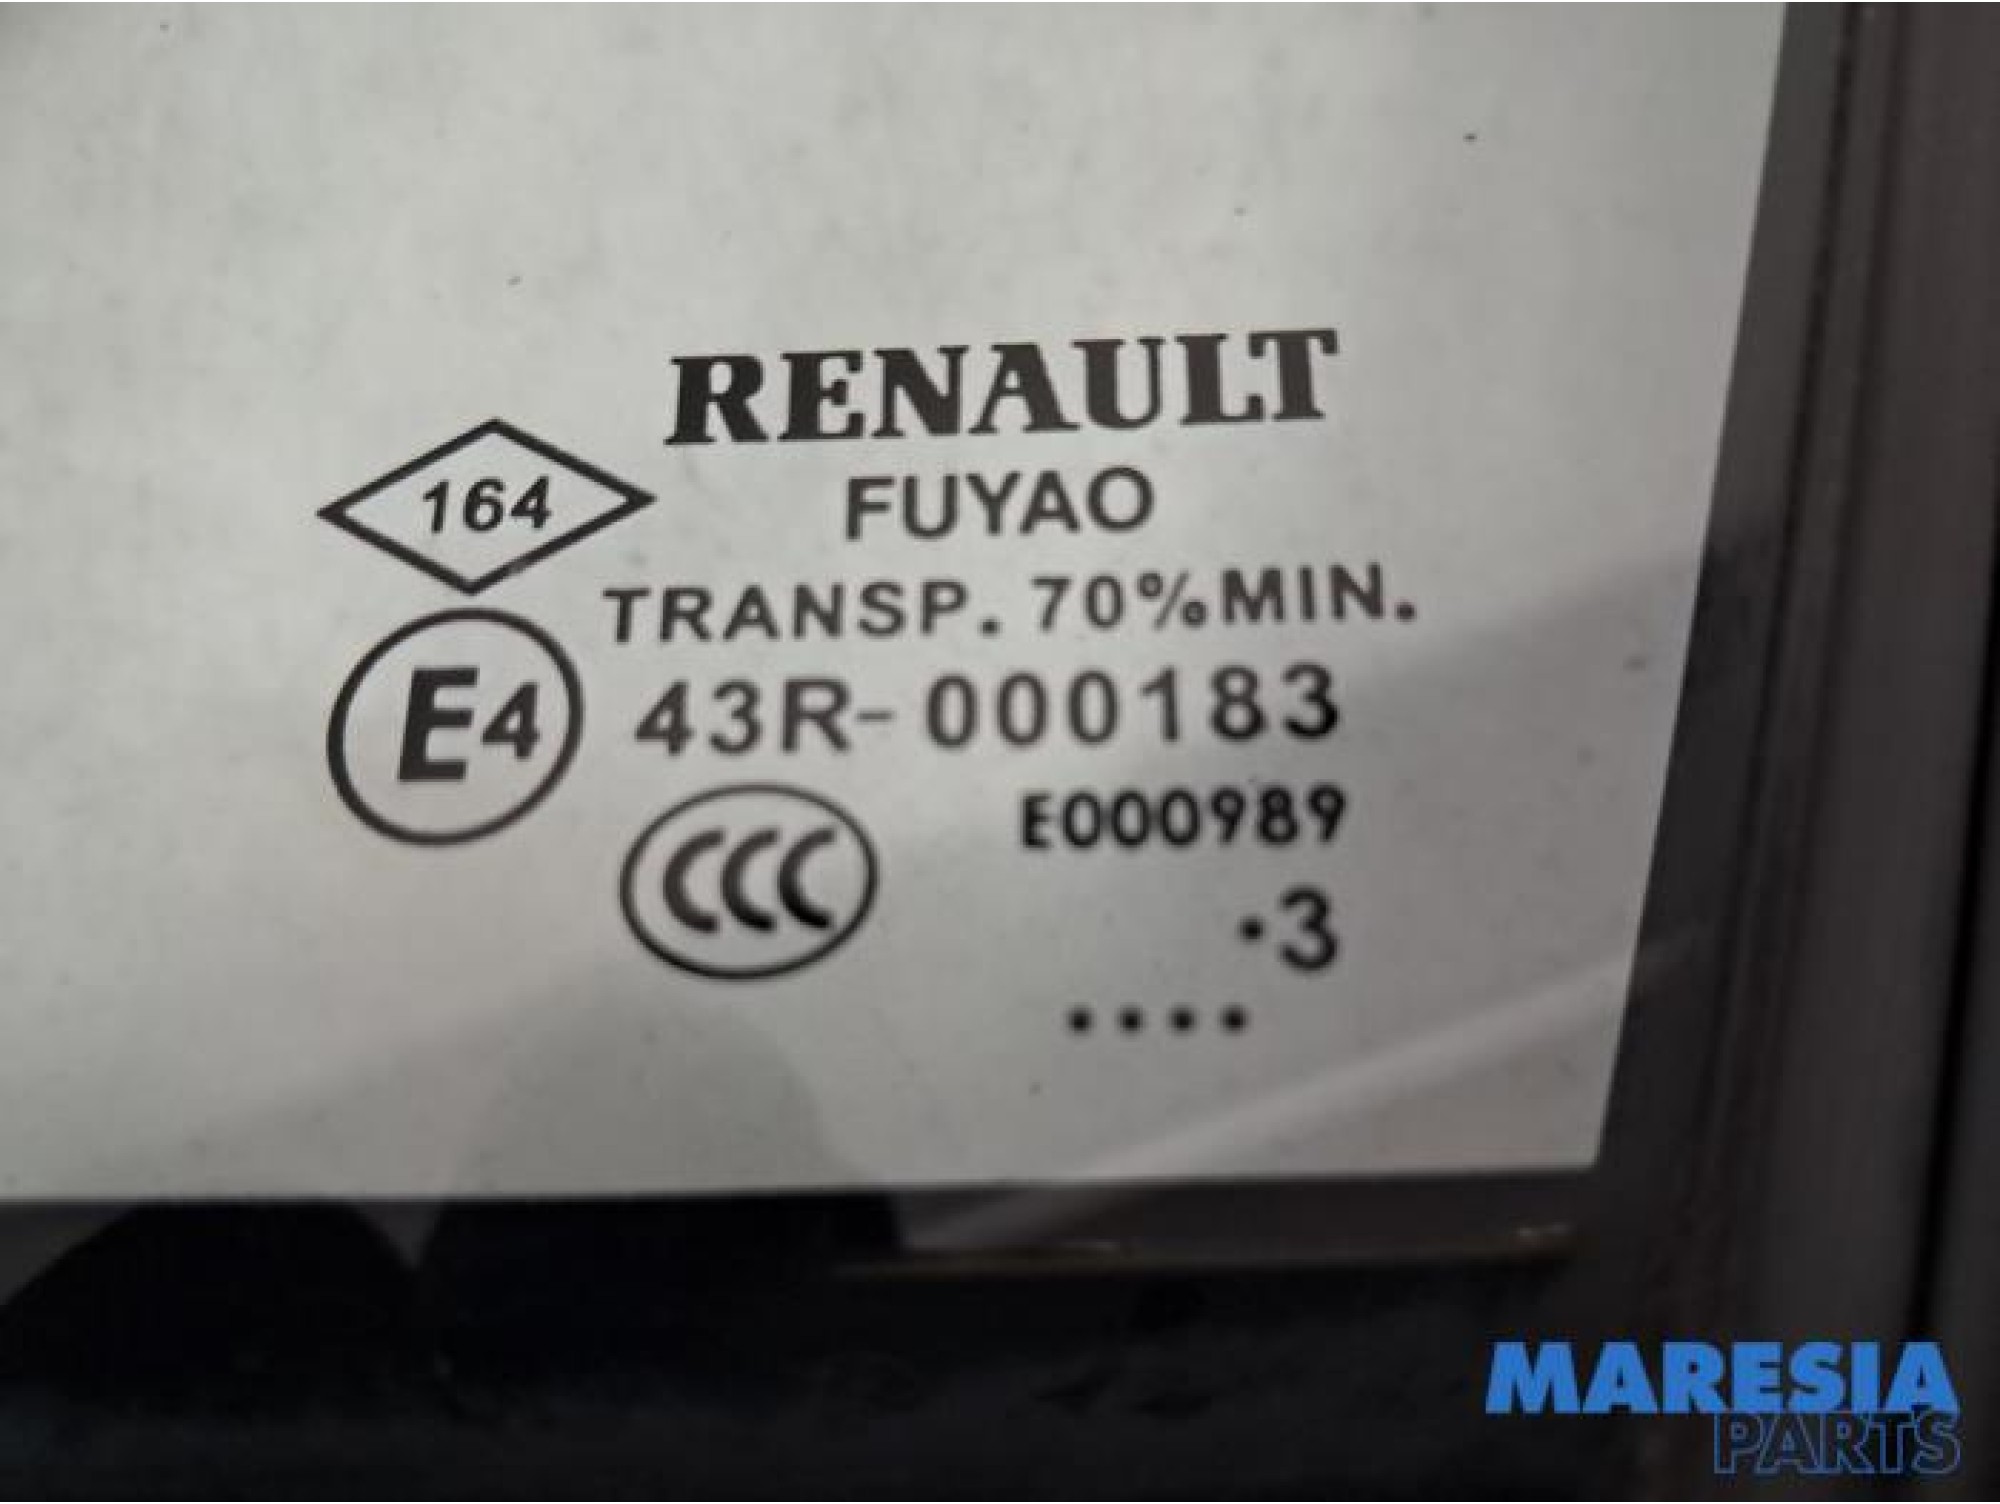 RENAULT
164
FUYAO
TRANSP. 70%MIN.
E4
43R-000183
CCC
E000989
·3
....
MARESIA
PARTS